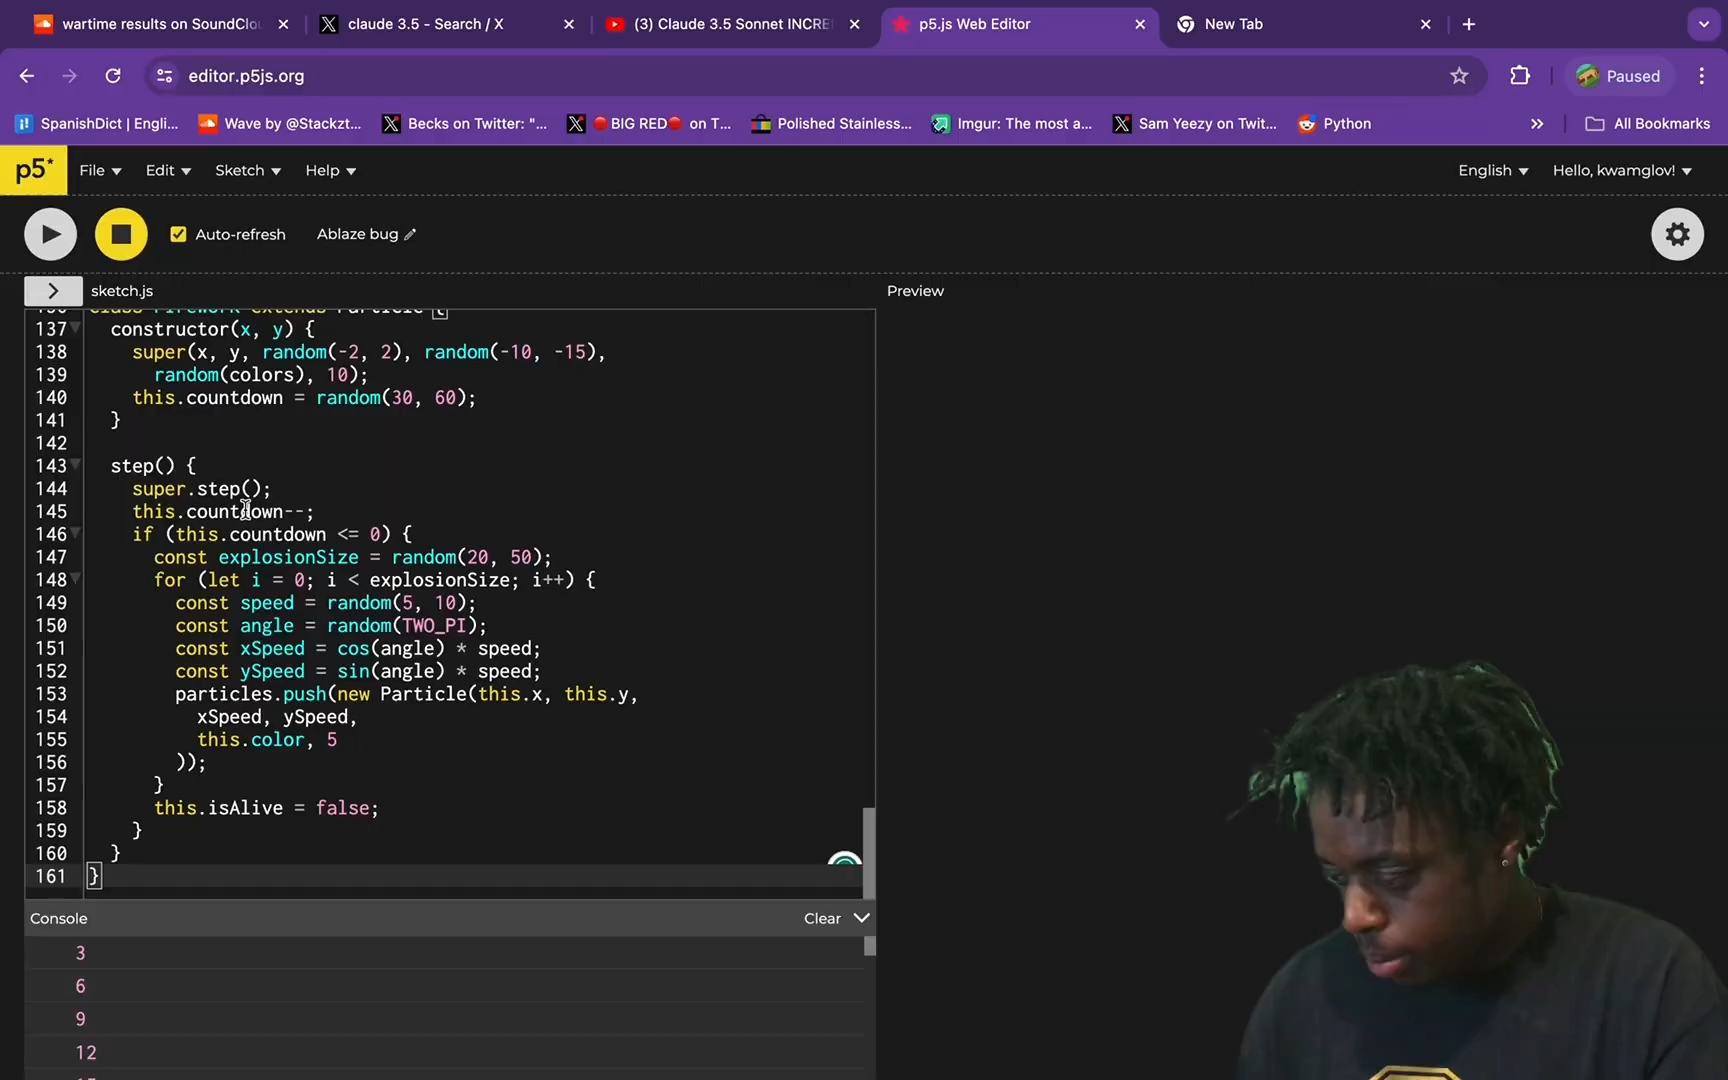 wartime results on SoundClo
claude 3.5 - Search / X
(3) Claude 3.5 Sonnet INCRE
p5.js Web Editor
New Tab
editor.p5js.org
Paused
SpanishDict | Engli...
Wave by @Stackzt...
Becks on Twitter: "...
BIG RED🔴 on T...
Polished Stainless...
Imgur: The most a...
Sam Yeezy on Twit...
Python
All Bookmarks
p5*
File
Edit
Sketch
Help
English
Hello, kwamglov!
Auto-refresh
Ablaze bug
sketch.js
Preview
137 constructor(x, y) {
138 super(x, y, random(-2, 2), random(-10, -15),
139 random(colors), 10);
140 this.countdown = random(30, 60);
141 }
142
143 step() {
144 super.step();
145 this.countdown--;
146 if (this.countdown <= 0) {
147 const explosionSize = random(20, 50);
148 for (let i = 0; i < explosionSize; i++) {
149 const speed = random(5, 10);
150 const angle = random(TWO_PI);
151 const xSpeed = cos(angle) * speed;
152 const ySpeed = sin(angle) * speed;
153 particles.push(new Particle(this.x, this.y,
154 xSpeed, ySpeed,
155 this.color, 5
156 ));
157 }
158 this.isAlive = false;
159 }
160 }
161 }
Console
Clear
3
6
9
12